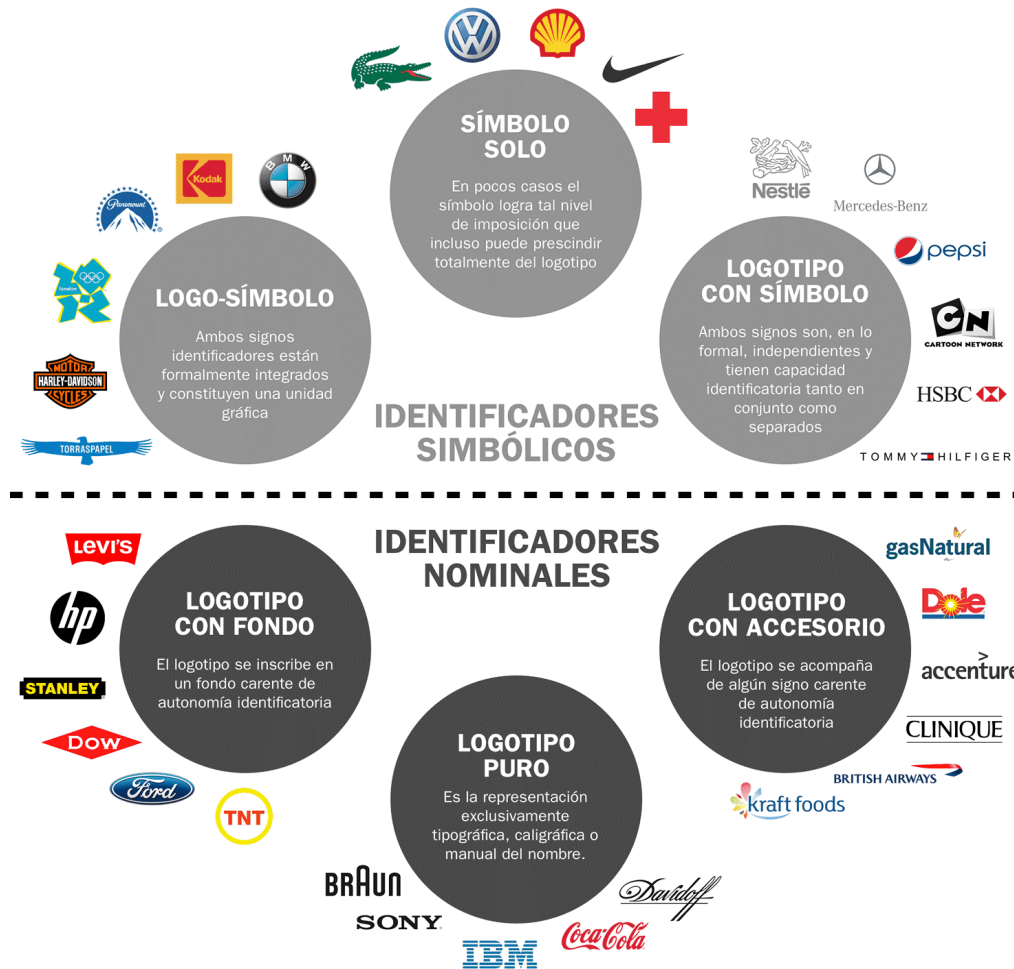 SÍMBOLO
SOLO
En pocos casos el
símbolo logra tal nivel
de imposición que
incluso puede prescindir
totalmente del logotipo
Kodak
BMW
Paramount
®
LOGO-SÍMBOLO
Ambos signos
identificadores están
formalmente integrados
y constituyen una unidad
gráfica
london
MOTOR
HARLEY-DAVIDSON
CYCLES
TORRASPAPEL
Nestlé
Mercedes-Benz
pepsi
CN
CARTOON NETWORK
HSBC
TOMMY HILFIGER
LOGOTIPO
CON SÍMBOLO
Ambos signos son, en lo
formal, independientes y
tienen capacidad
identificatoria tanto en
conjunto como
separados
IDENTIFICADORES
SIMBÓLICOS
IDENTIFICADORES
NOMINALES
LEVI'S
hp
STANLEY
DOW
Ford
TNT
LOGOTIPO
CON FONDO
El logotipo se inscribe en
un fondo carente de
autonomía identificatoria
LOGOTIPO
PURO
Es la representación
exclusivamente
tipográfica, caligráfica o
manual del nombre.
BRAUN
SONY
IBM
Coca-Cola
Davidoff
LOGOTIPO
CON ACCESORIO
El logotipo se acompaña
de algún signo carente
de autonomía
identificatoria
gasNatural
Dole
accenture
CLINIQUE
BRITISH AIRWAYS
kraft foods